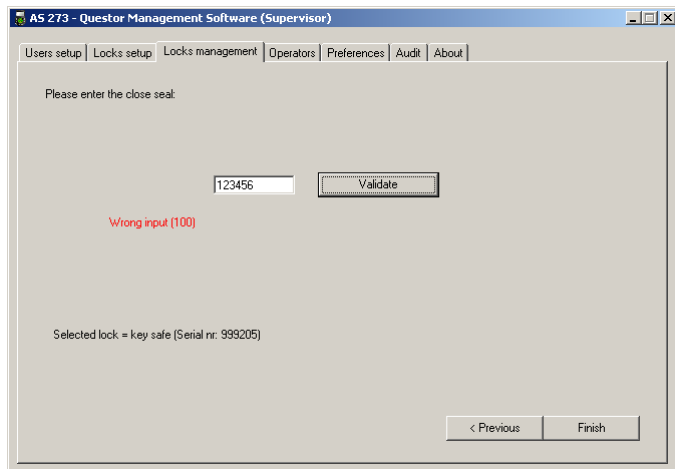 AS 273 - Questor Management Software (Supervisor)
Users setup Locks setup Locks management Operators Preferences Audit About
Please enter the close seal:
123456 Validate
Wrong input (100)
Selected lock = key safe (Serial nr: 999205)
< Previous Finish